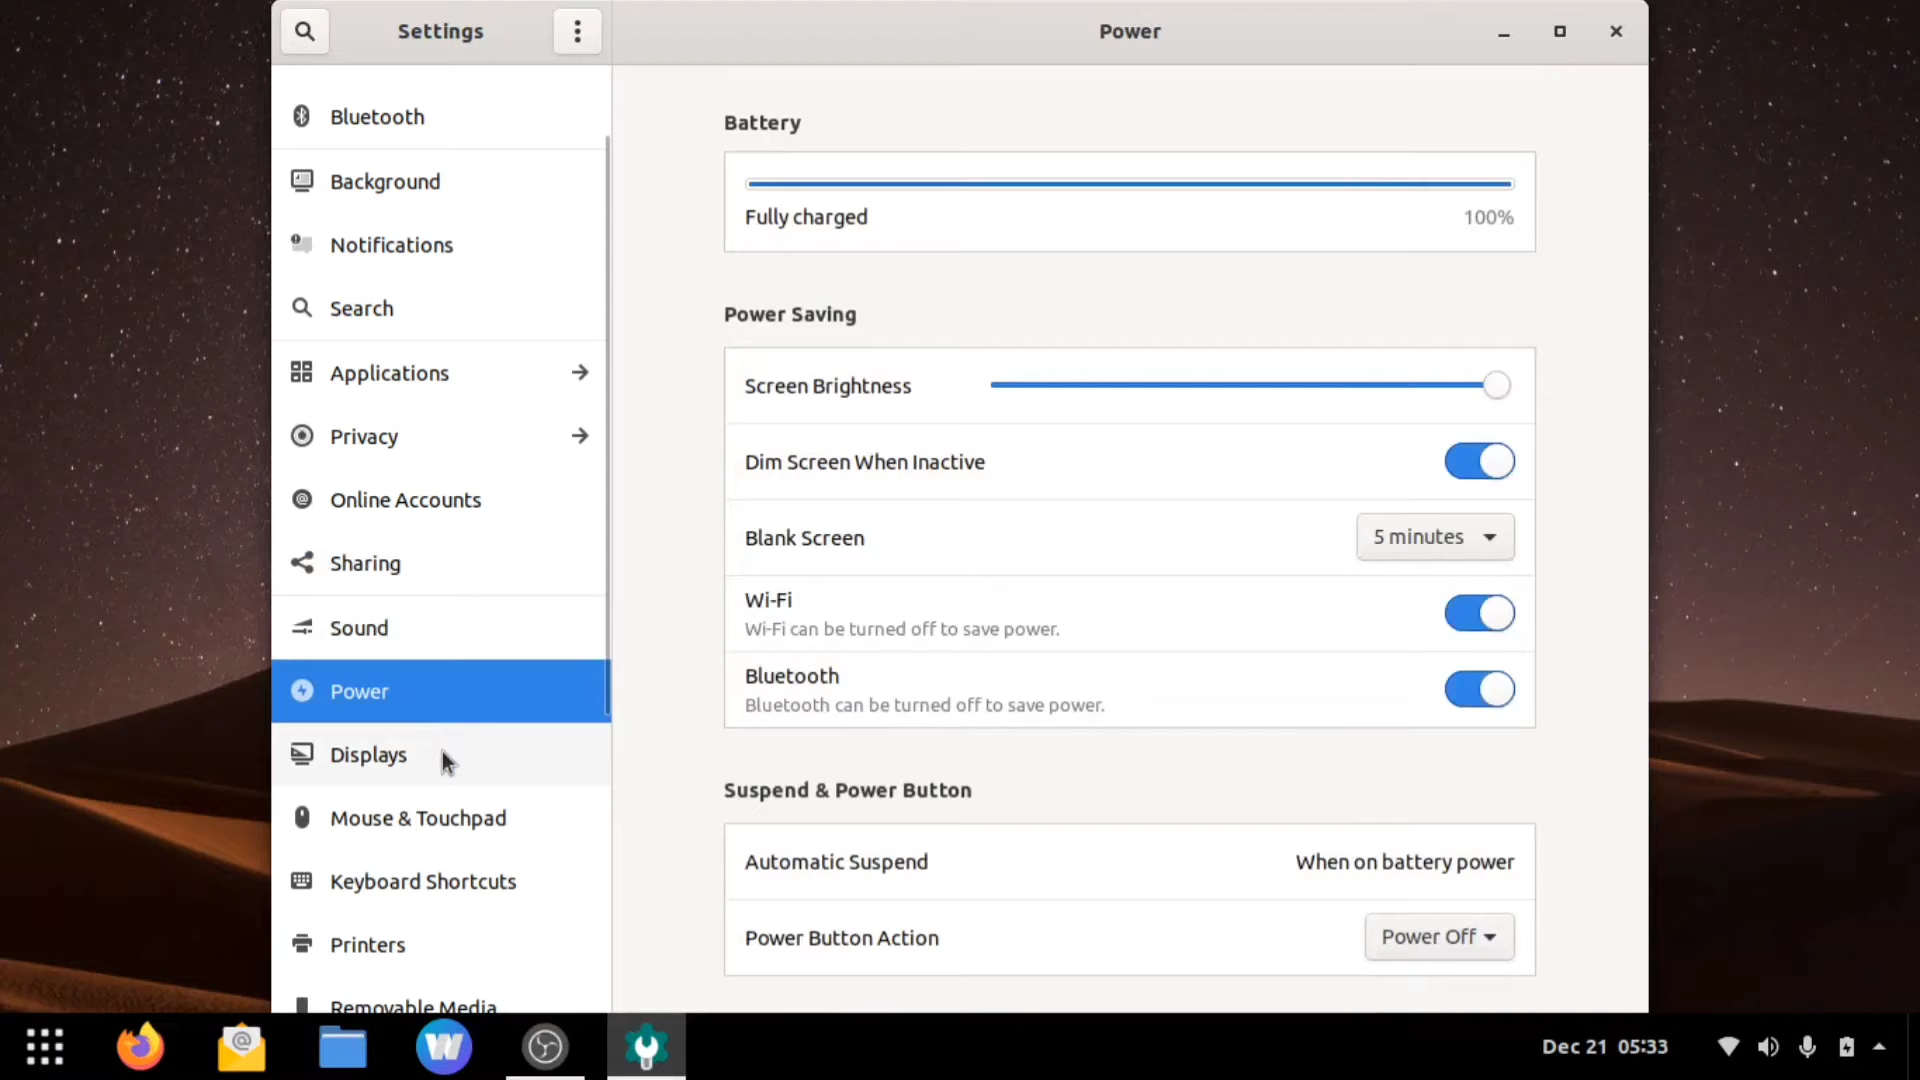 Settings
Power
Bluetooth
Background
Notifications
Search
Applications
Privacy
Online Accounts
Sharing
Sound
Power
Displays
Mouse & Touchpad
Keyboard Shortcuts
Printers
Removable Media
Battery
Fully charged 100%
Power Saving
Screen Brightness
Dim Screen When Inactive
Blank Screen 5 minutes
Wi-Fi
Wi-Fi can be turned off to save power.
Bluetooth
Bluetooth can be turned off to save power.
Suspend & Power Button
Automatic Suspend When on battery power
Power Button Action Power Off
Dec 21 05:33